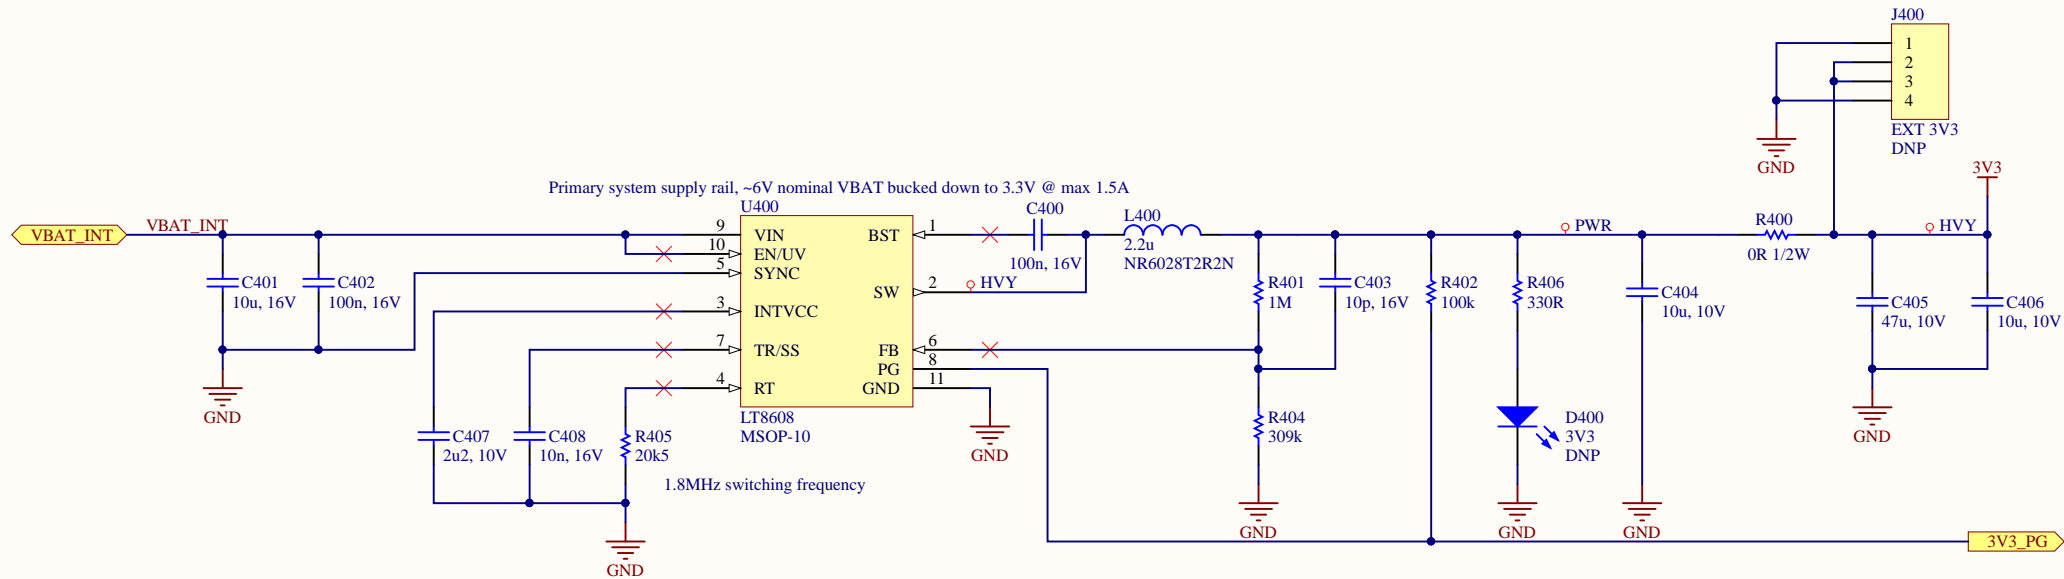 J400
1
2
3
4
EXT 3V3
DNP
GND
3V3
Primary system supply rail, ~6V nominal VBAT bucked down to 3.3V @ max 1.5A
VBAT_INT
VBAT_INT
U400
9 VIN
10 EN/UV
5 SYNC
3 INTVCC
7 TR/SS
4 RT
BST 1
SW 2
FB 6
PG 8
GND 11
LT8608
MSOP-10
C401
10u, 16V
C402
100n, 16V
GND
C407
2u2, 10V
C408
10n, 16V
R405
20k5
1.8MHz switching frequency
GND
C400
100n, 16V
HVY
L400
2.2u
NR6028T2R2N
GND
R401
1M
C403
10p, 16V
R404
309k
GND
R402
100k
R406
330R
D400
3V3
DNP
GND
PWR
C404
10u, 10V
GND
R400
0R 1/2W
HVY
C405
47u, 10V
C406
10u, 10V
GND
3V3_PG